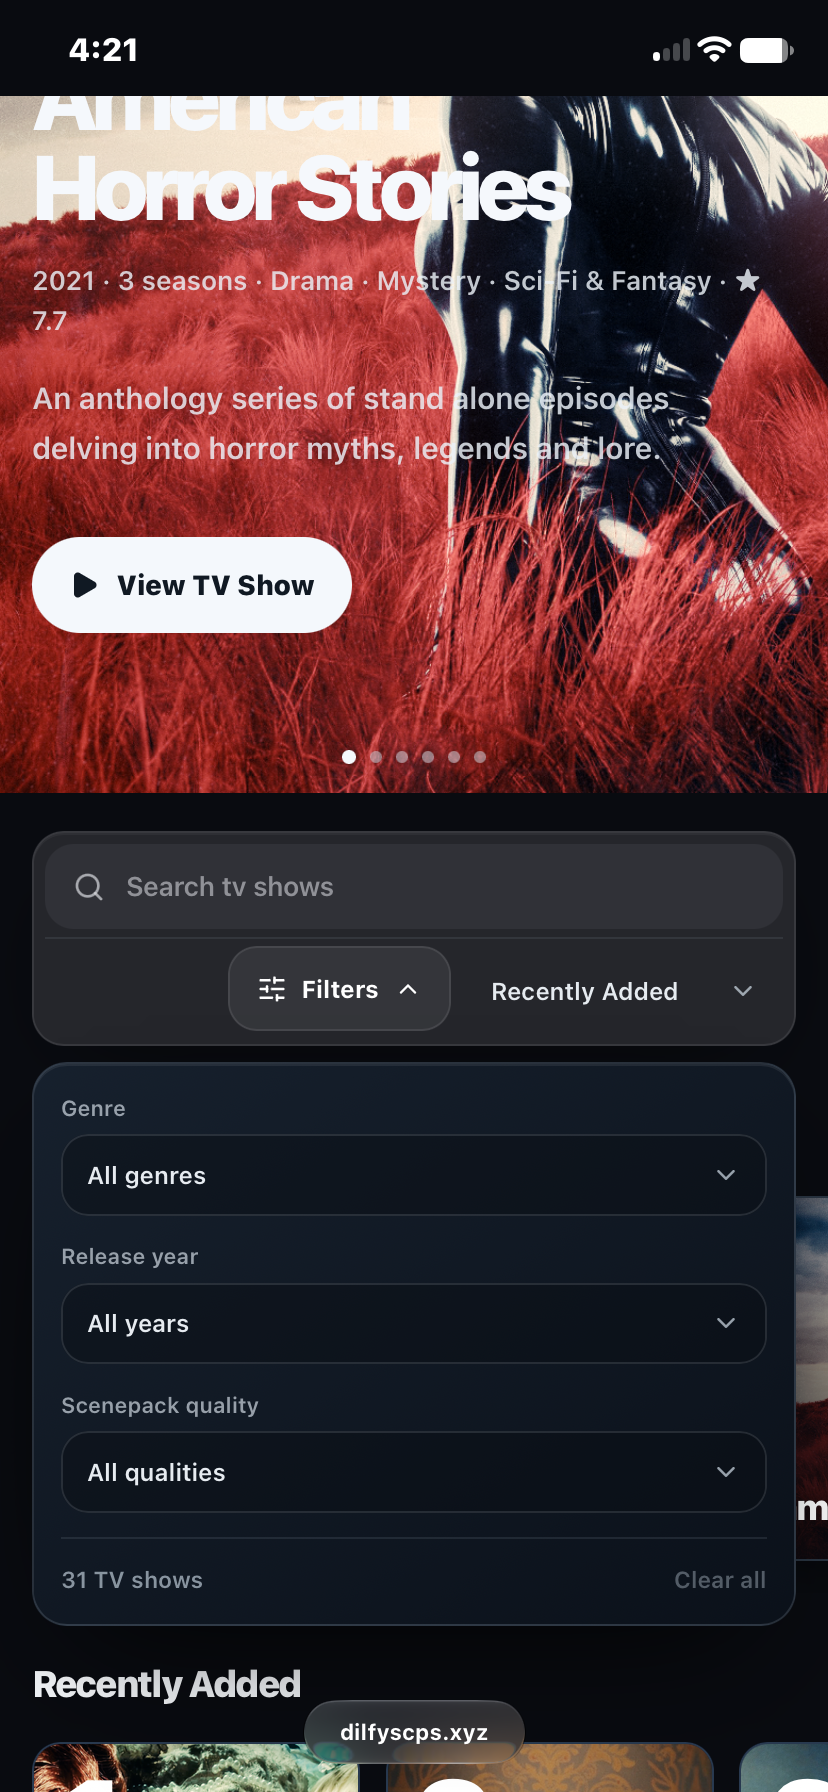 4:21
American
Horror Stories
2021 · 3 seasons · Drama · Mystery · Sci-Fi & Fantasy · ★
7.7
An anthology series of stand alone episodes
delving into horror myths, legends and lore.
View TV Show
Search tv shows
Filters
Recently Added
Genre
All genres
Release year
All years
Scenepack quality
All qualities
31 TV shows
Clear all
Recently Added
dilfyscps.xyz